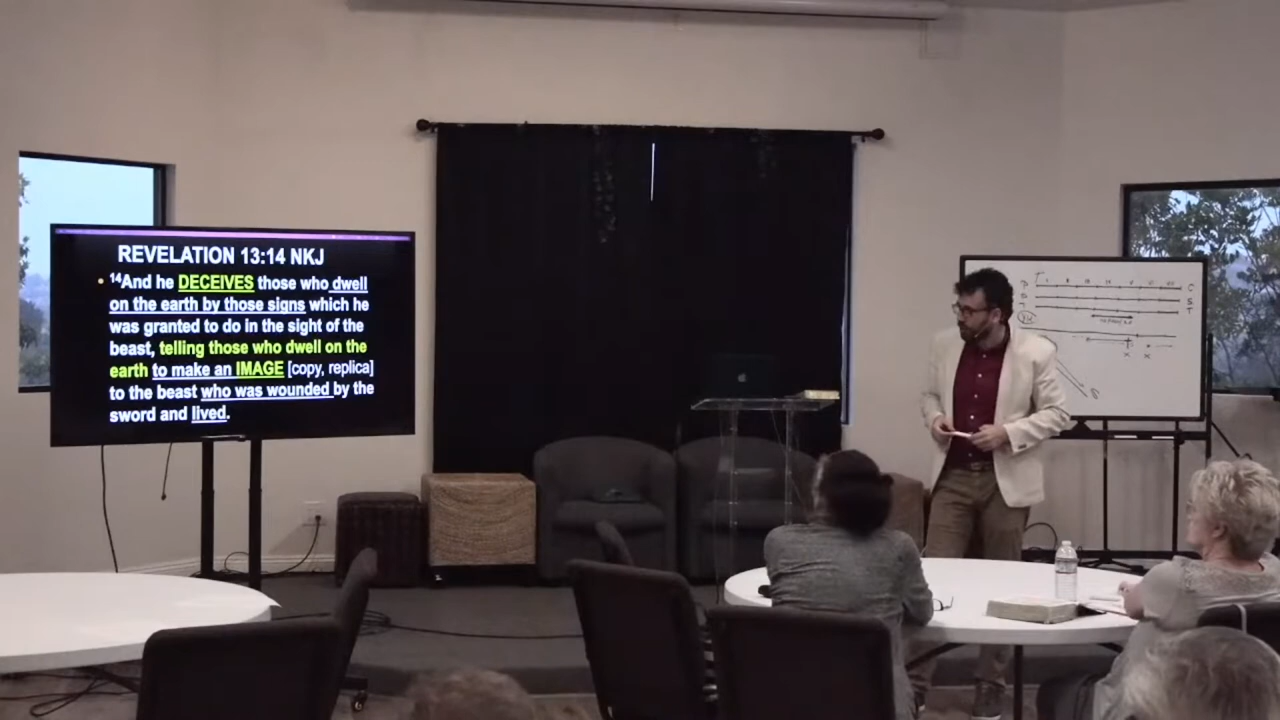 REVELATION 13:14 NKJ
• ¹⁴And he DECEIVES those who dwell
on the earth by those signs which he
was granted to do in the sight of the
beast, telling those who dwell on the
earth to make an IMAGE [copy, replica]
to the beast who was wounded by the
sword and lived.